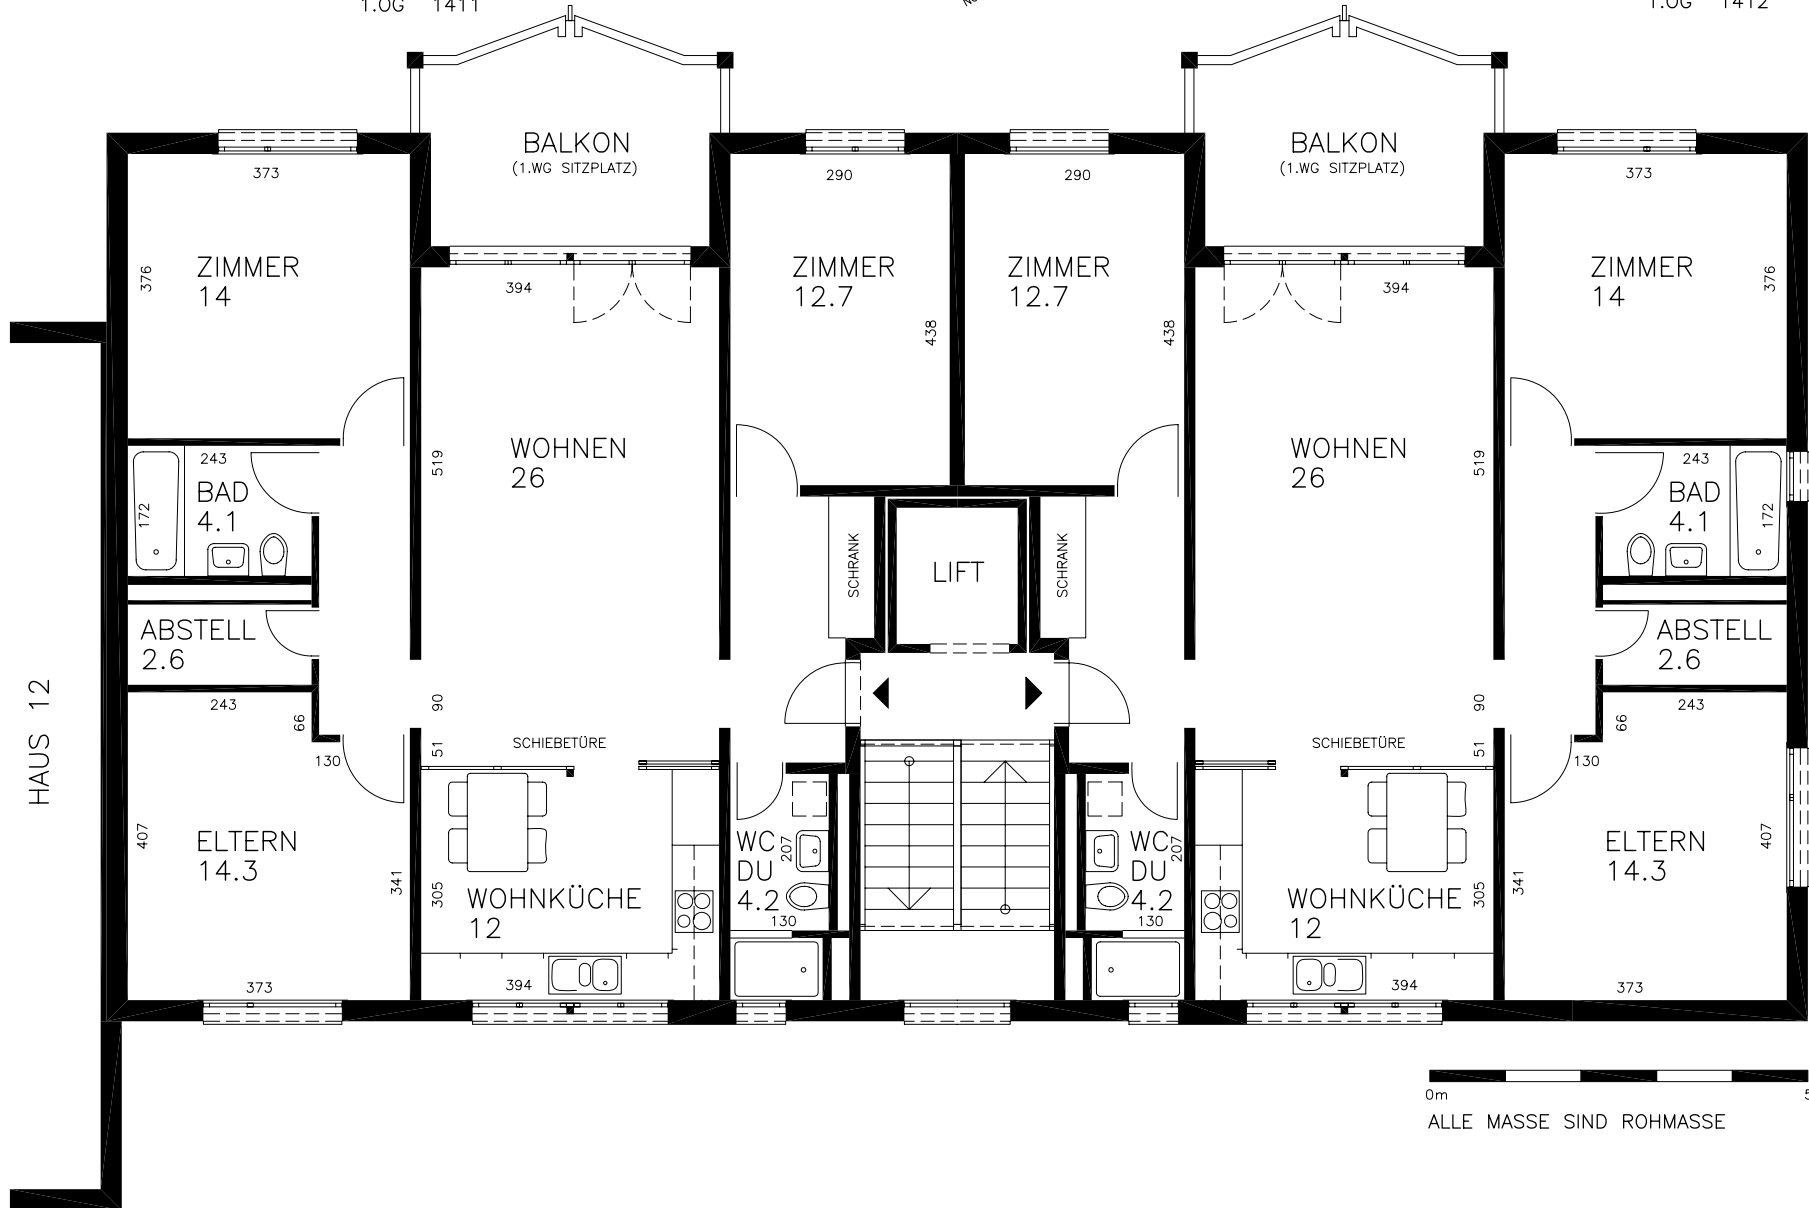 1.OG 1411
1.OG 1412
BALKON
(1.WG SITZPLATZ)
BALKON
(1.WG SITZPLATZ)
373
290
290
373
376
ZIMMER
14
394
ZIMMER
12.7
438
ZIMMER
12.7
438
394
ZIMMER
14
376
243
BAD
4.1
172
519
WOHNEN
26
WOHNEN
26
519
243
BAD
4.1
172
SCHRANK
LIFT
SCHRANK
ABSTELL
2.6
ABSTELL
2.6
HAUS 12
243
66
130
90
51
SCHIEBETÜRE
SCHIEBETÜRE
90
51
243
66
130
407
ELTERN
14.3
341
305
WOHNKÜCHE
12
WC
DU
4.2
207
130
WC
DU
4.2
207
130
WOHNKÜCHE
12
305
341
ELTERN
14.3
407
373
394
394
373
0m
5
ALLE MASSE SIND ROHMASSE